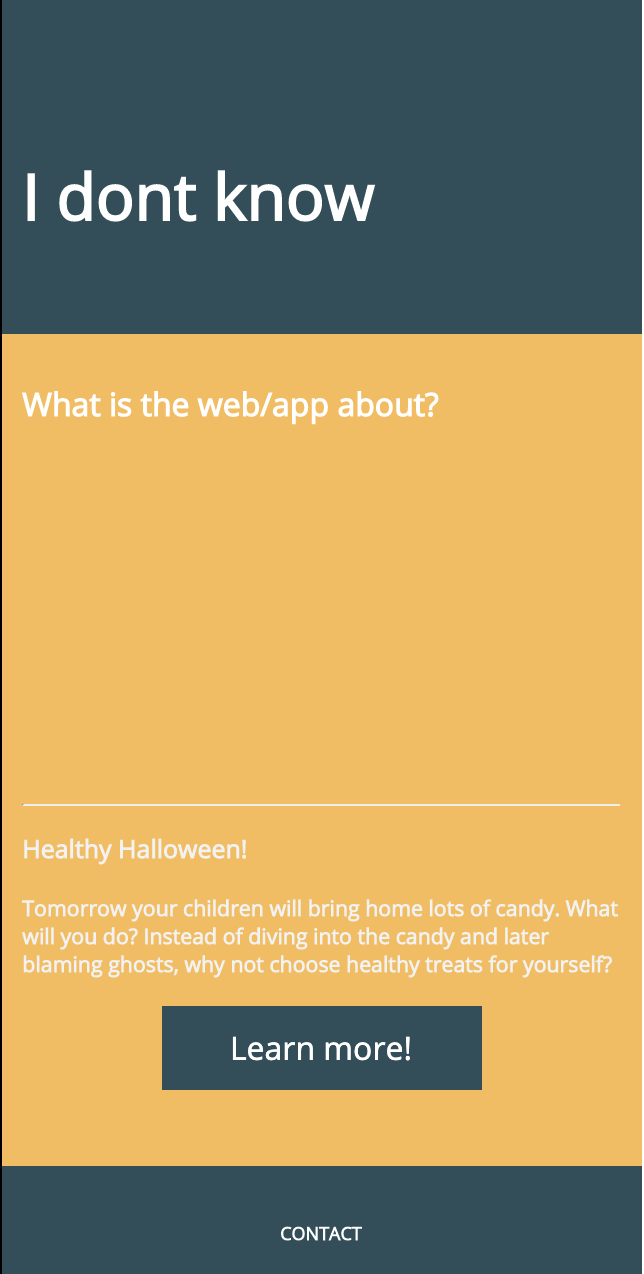 I dont know
What is the web/app about?
Healthy Halloween!
Tomorrow your children will bring home lots of candy. What
will you do? Instead of diving into the candy and later
blaming ghosts, why not choose healthy treats for yourself?
Learn more!
CONTACT